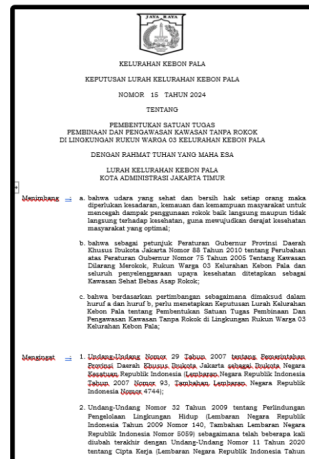 JAYA RAYA
KELURAHAN KEBON PALA
KEPUTUSAN LURAH KELURAHAN KEBON PALA
NOMOR 15 TAHUN 2024
TENTANG
PEMBENTUKAN SATUAN TUGAS
PEMBINAAN DAN PENGAWASAN KAWASAN TANPA ROKOK
DI LINGKUNGAN RUKUN WARGA 03 KELURAHAN KEBON PALA
DENGAN RAHMAT TUHAN YANG MAHA ESA
LURAH KELURAHAN KEBON PALA
KOTA ADMINISTRASI JAKARTA TIMUR
Menimbang : a. bahwa udara yang sehat dan bersih hak setiap orang maka
diperlukan kesadaran, kemauan dan kemampuan masyarakat untuk
mencegah dampak penggunaan rokok baik langsung maupun tidak
langsung terhadap kesehatan, guna mewujudkan derajat kesehatan
masyarakat yang optimal;
b. bahwa sebagai petunjuk Peraturan Gubernur Provinsi Daerah
Khusus Ibukota Jakarta Nomor 88 Tahun 2010 tentang Perubahan
atas Peraturan Gubernur Nomor 75 Tahun 2005 Tentang Kawasan
Dilarang Merokok, Rukun Warga 03 Kelurahan Kebon Pala dan
seluruh penyelenggaraan upaya kesehatan ditetapkan sebagai
Kawasan Sehat Bebas Asap Rokok;
c. bahwa berdasarkan pertimbangan sebagaimana dimaksud dalam
huruf a dan huruf b, perlu menetapkan Keputusan Lurah Kelurahan
Kebon Pala tentang Pembentukan Satuan Tugas Pembinaan Dan
Pengawasan Kawasan Tanpa Rokok di Lingkungan Rukun Warga 03
Kelurahan Kebon Pala;
Mengingat : 1. Undang-Undang Nomor 29 Tahun 2007 tentang Pemerintahan
Provinsi Daerah Khusus Ibukota Jakarta sebagai Ibukota Negara
Kesatuan Republik Indonesia (Lembaran Negara Republik Indonesia
Tahun 2007 Nomor 93, Tambahan Lembaran Negara Republik
Indonesia Nomor 4744);
2. Undang-Undang Nomor 32 Tahun 2009 tentang Perlindungan
Pengelolaan Lingkungan Hidup (Lembaran Negara Republik
Indonesia Tahun 2009 Nomor 140, Tambahan Lembaran Negara
Republik Indonesia Nomor 5059) sebagaimana telah beberapa kali
diubah terakhir dengan Undang-Undang Nomor 11 Tahun 2020
tentang Cipta Kerja (Lembaran Negara Republik Indonesia Tahun